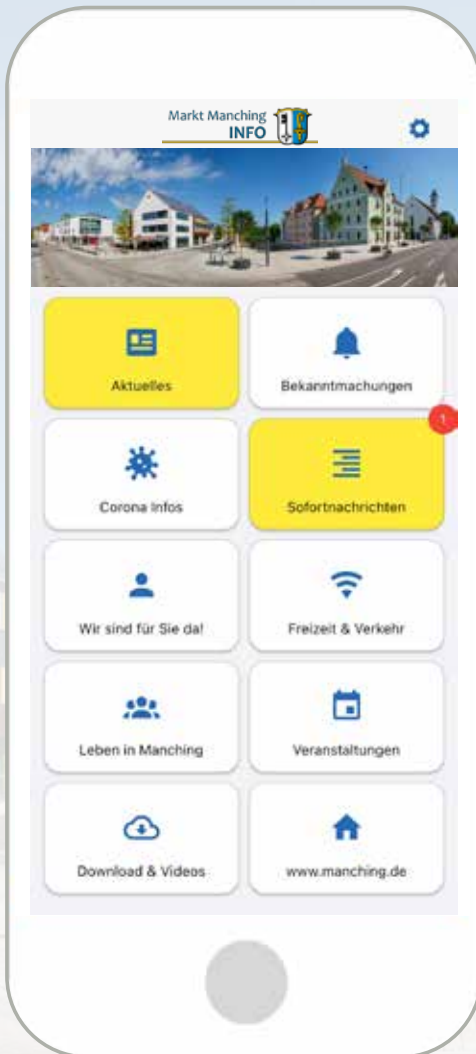 Markt Manching
INFO
Aktuelles
Bekanntmachungen
1
Corona Infos
Sofortnachrichten
Wir sind für Sie da!
Freizeit & Verkehr
Leben in Manching
Veranstaltungen
Download & Videos
www.manching.de